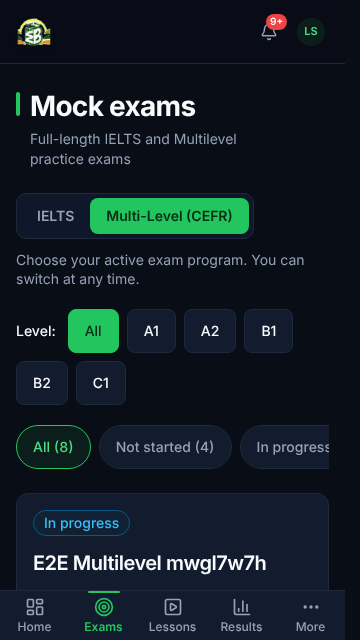 9+
LS
Mock exams
Full-length IELTS and Multilevel
practice exams
IELTS
Multi-Level (CEFR)
Choose your active exam program. You can
switch at any time.
Level:
All
A1
A2
B1
B2
C1
All (8)
Not started (4)
In progress
In progress
E2E Multilevel mwgl7w7h
Home
Exams
Lessons
Results
More